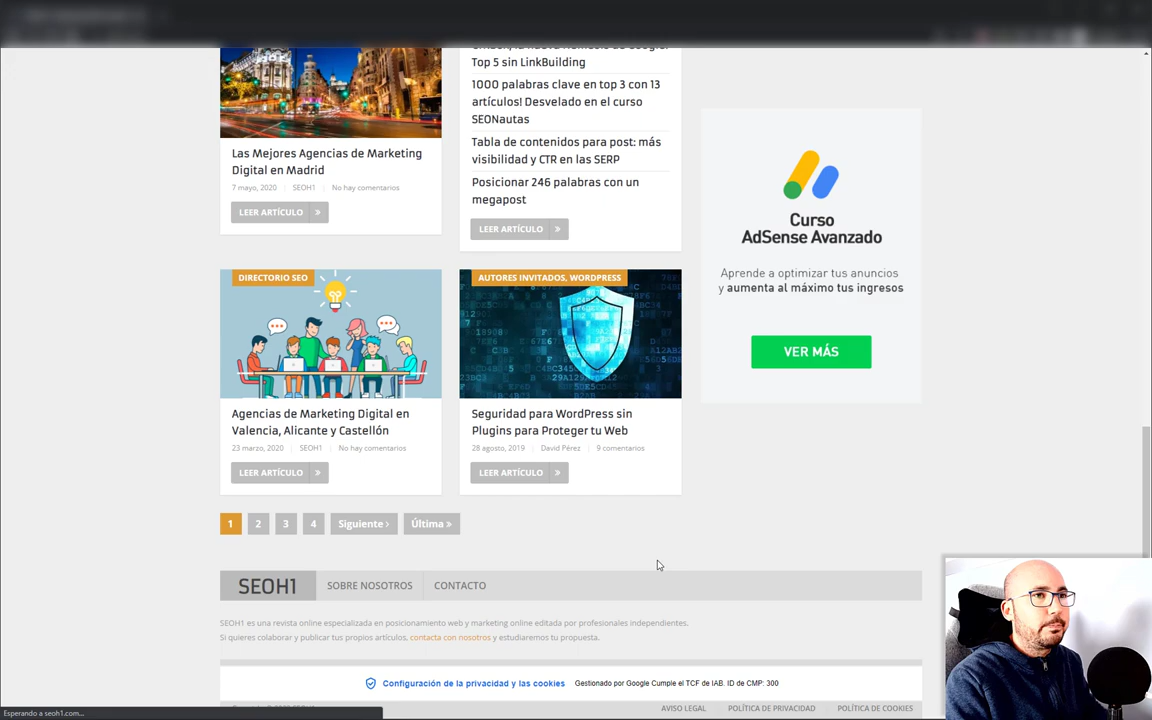 Top 5 sin LinkBuilding
1000 palabras clave en top 3 con 13
artículos! Desvelado en el curso
SEONautas
Tabla de contenidos para post: más
visibilidad y CTR en las SERP
Posicionar 246 palabras con un
megapost
LEER ARTÍCULO »
Las Mejores Agencias de Marketing
Digital en Madrid
7 mayo, 2020 | SEOH1 | No hay comentarios
LEER ARTÍCULO »
Curso
AdSense Avanzado
Aprende a optimizar tus anuncios
y aumenta al máximo tus ingresos
VER MÁS
DIRECTORIO SEO
Agencias de Marketing Digital en
Valencia, Alicante y Castellón
23 marzo, 2020 | SEOH1 | No hay comentarios
LEER ARTÍCULO »
AUTORES INVITADOS, WORDPRESS
Seguridad para WordPress sin
Plugins para Proteger tu Web
28 agosto, 2019 | David Pérez | 9 comentarios
LEER ARTÍCULO »
1 2 3 4 Siguiente › Última »
SEOH1 SOBRE NOSOTROS CONTACTO
SEOH1 es una revista online especializada en posicionamiento web y marketing online editada por profesionales independientes.
Si quieres colaborar y publicar tus propios artículos, contacta con nosotros y estudiaremos tu propuesta.
Configuración de la privacidad y las cookies Gestionado por Google Cumple el TCF de IAB. ID de CMP: 300
AVISO LEGAL POLÍTICA DE PRIVACIDAD POLÍTICA DE COOKIES
Esperando a seoh1.com...